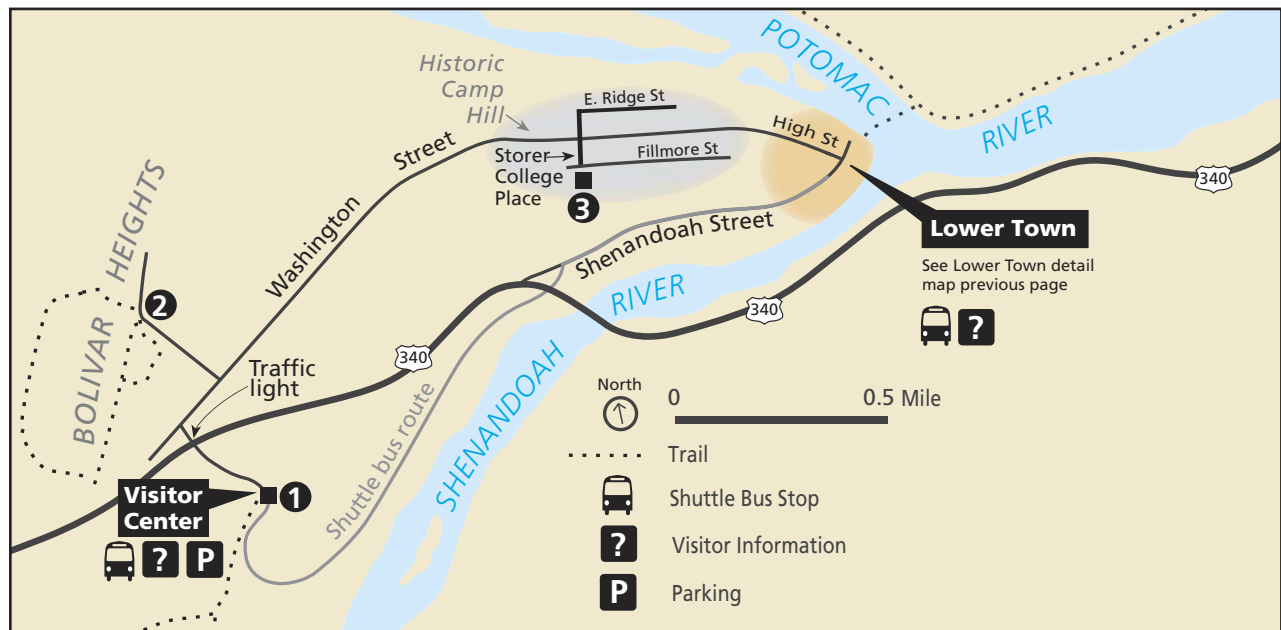 POTOMAC
RIVER
Historic
Camp
Hill
E. Ridge St
High St
Street
Storer
College
Place
Fillmore St
3
340
Washington
Shenandoah Street
Lower Town
See Lower Town detail
map previous page
?
HEIGHTS
BOLIVAR
2
RIVER
340
340
Traffic
light
SHENANDOAH
North
0
0.5 Mile
Trail
Shuttle bus route
Visitor
Center
1
? P
Shuttle Bus Stop
? Visitor Information
P Parking